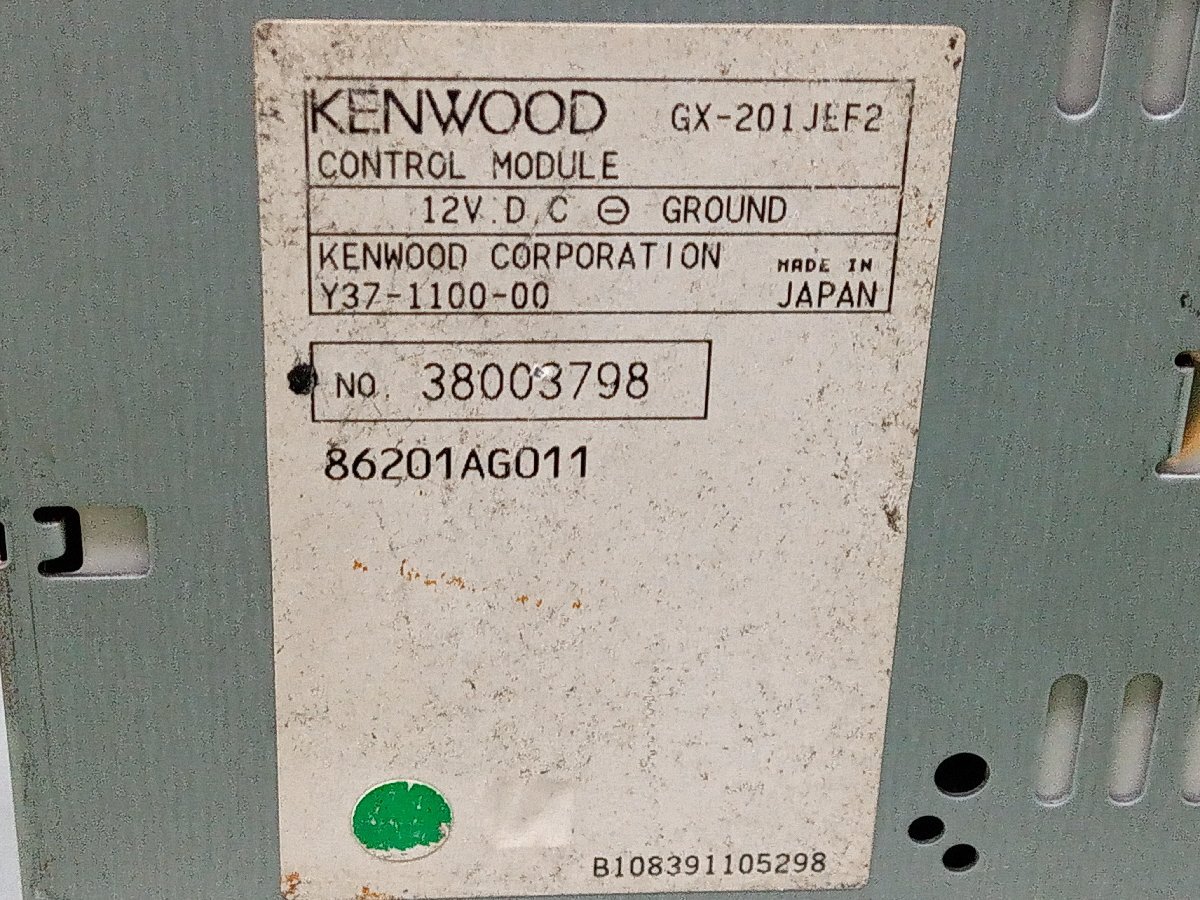 KENWOOD GX-201JEF2
CONTROL MODULE
12V.D.C ⊖ GROUND
KENWOOD CORPORATION MADE IN
Y37-1100-00 JAPAN
NO. 38003798
86201AG011
B108391105298